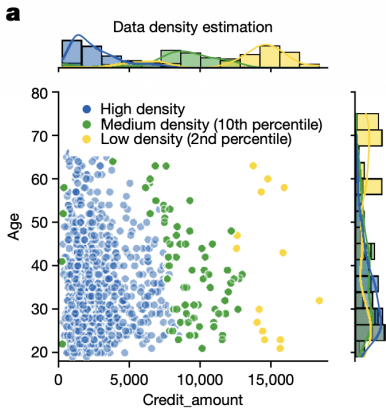 a
Data density estimation
High density
Medium density (10th percentile)
Low density (2nd percentile)
80
70
60
50
40
30
20
Age
0
5,000
10,000
15,000
Credit_amount